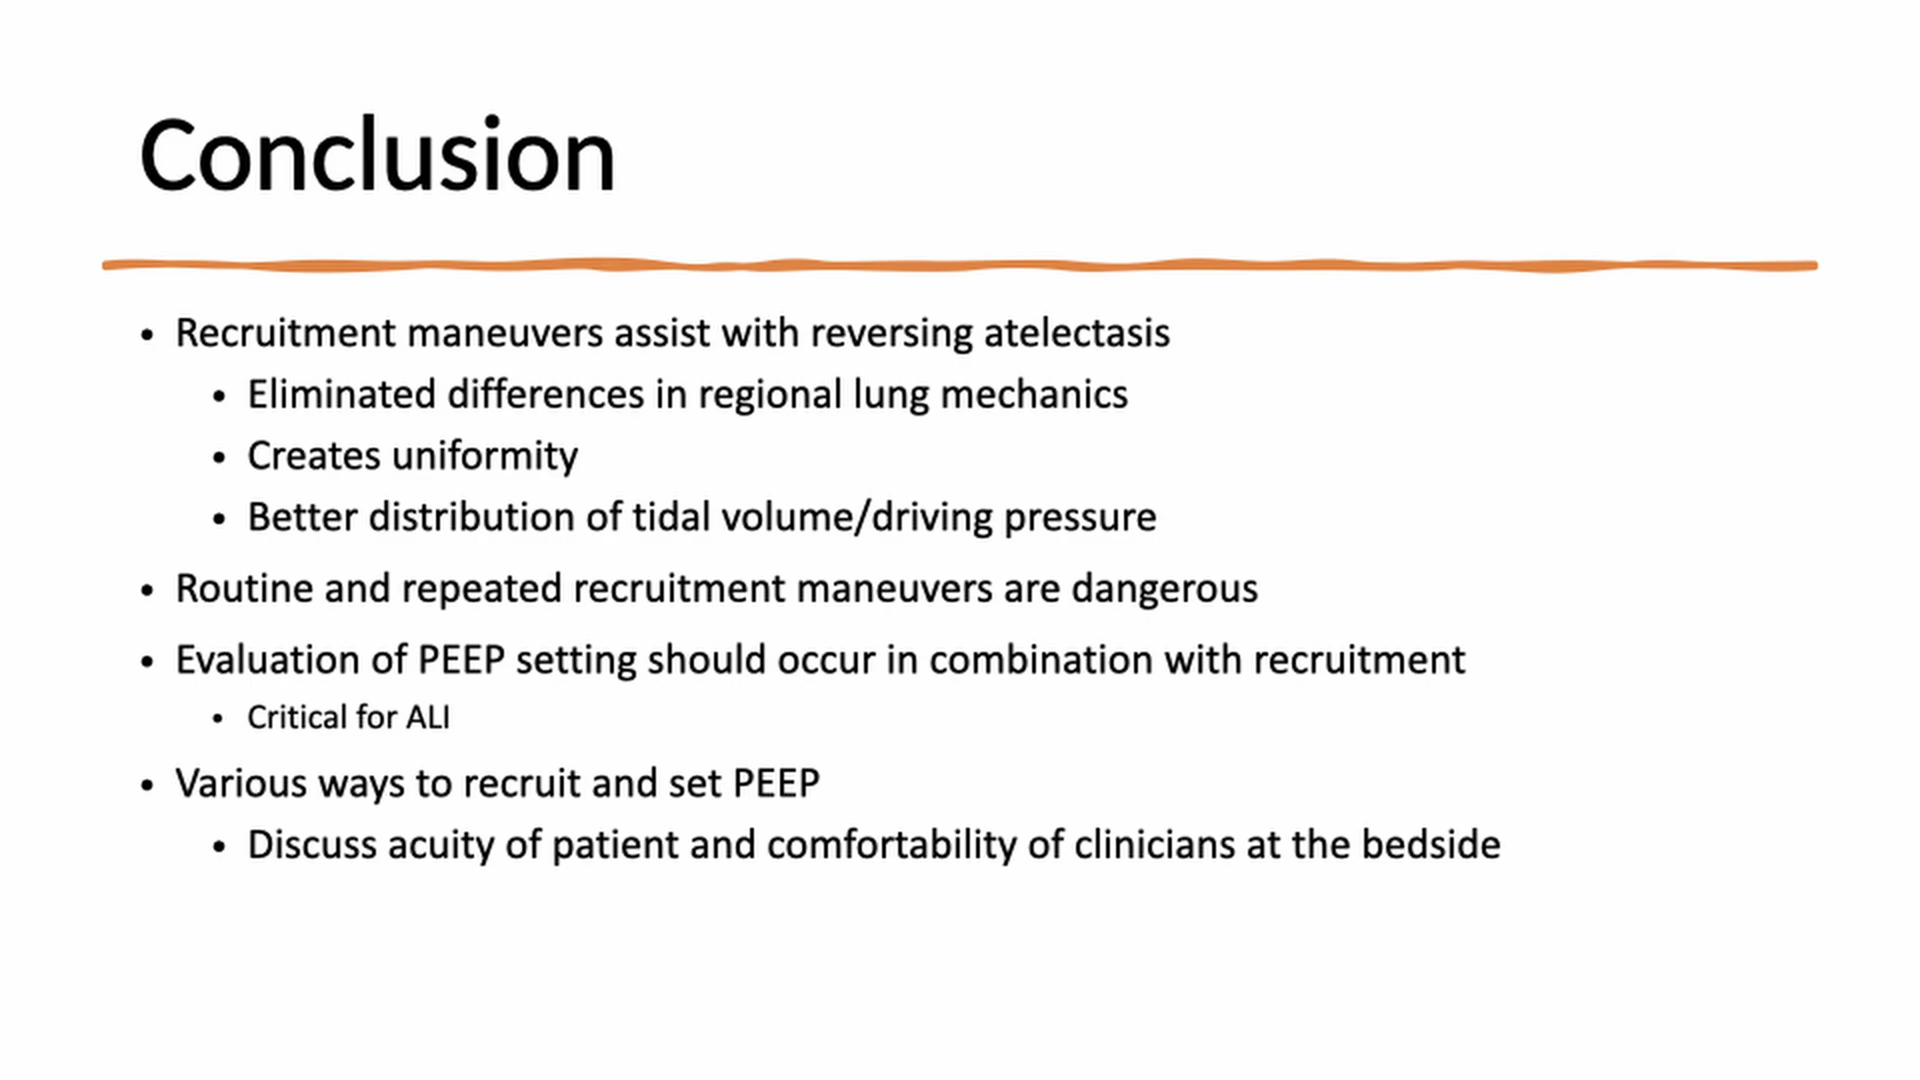 Conclusion
• Recruitment maneuvers assist with reversing atelectasis
• Eliminated differences in regional lung mechanics
• Creates uniformity
• Better distribution of tidal volume/driving pressure
• Routine and repeated recruitment maneuvers are dangerous
• Evaluation of PEEP setting should occur in combination with recruitment
• Critical for ALI
• Various ways to recruit and set PEEP
• Discuss acuity of patient and comfortability of clinicians at the bedside